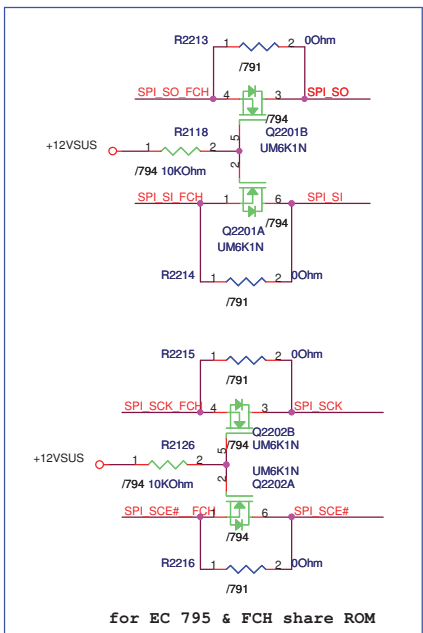 R2213 1 2 0Ohm
/791
SPI_SO_FCH 4 3 SPI_SO
/794
R2118 5 Q2201B
+12VSUS 1 2 UM6K1N
/794 10KOhm 2
SPI_SI_FCH 1 6 SPI_SI
/794
Q2201A
UM6K1N
R2214 1 2 0Ohm
/791
R2215 1 2 0Ohm
/791
SPI_SCK_FCH 4 3 SPI_SCK
Q2202B
R2126 5 /794 UM6K1N
+12VSUS 1 2 UM6K1N
/794 10KOhm 2 Q2202A
SPI_SCE#_FCH 1 6 SPI_SCE#
/794
R2216 1 2 0Ohm
/791
for EC 795 & FCH share ROM